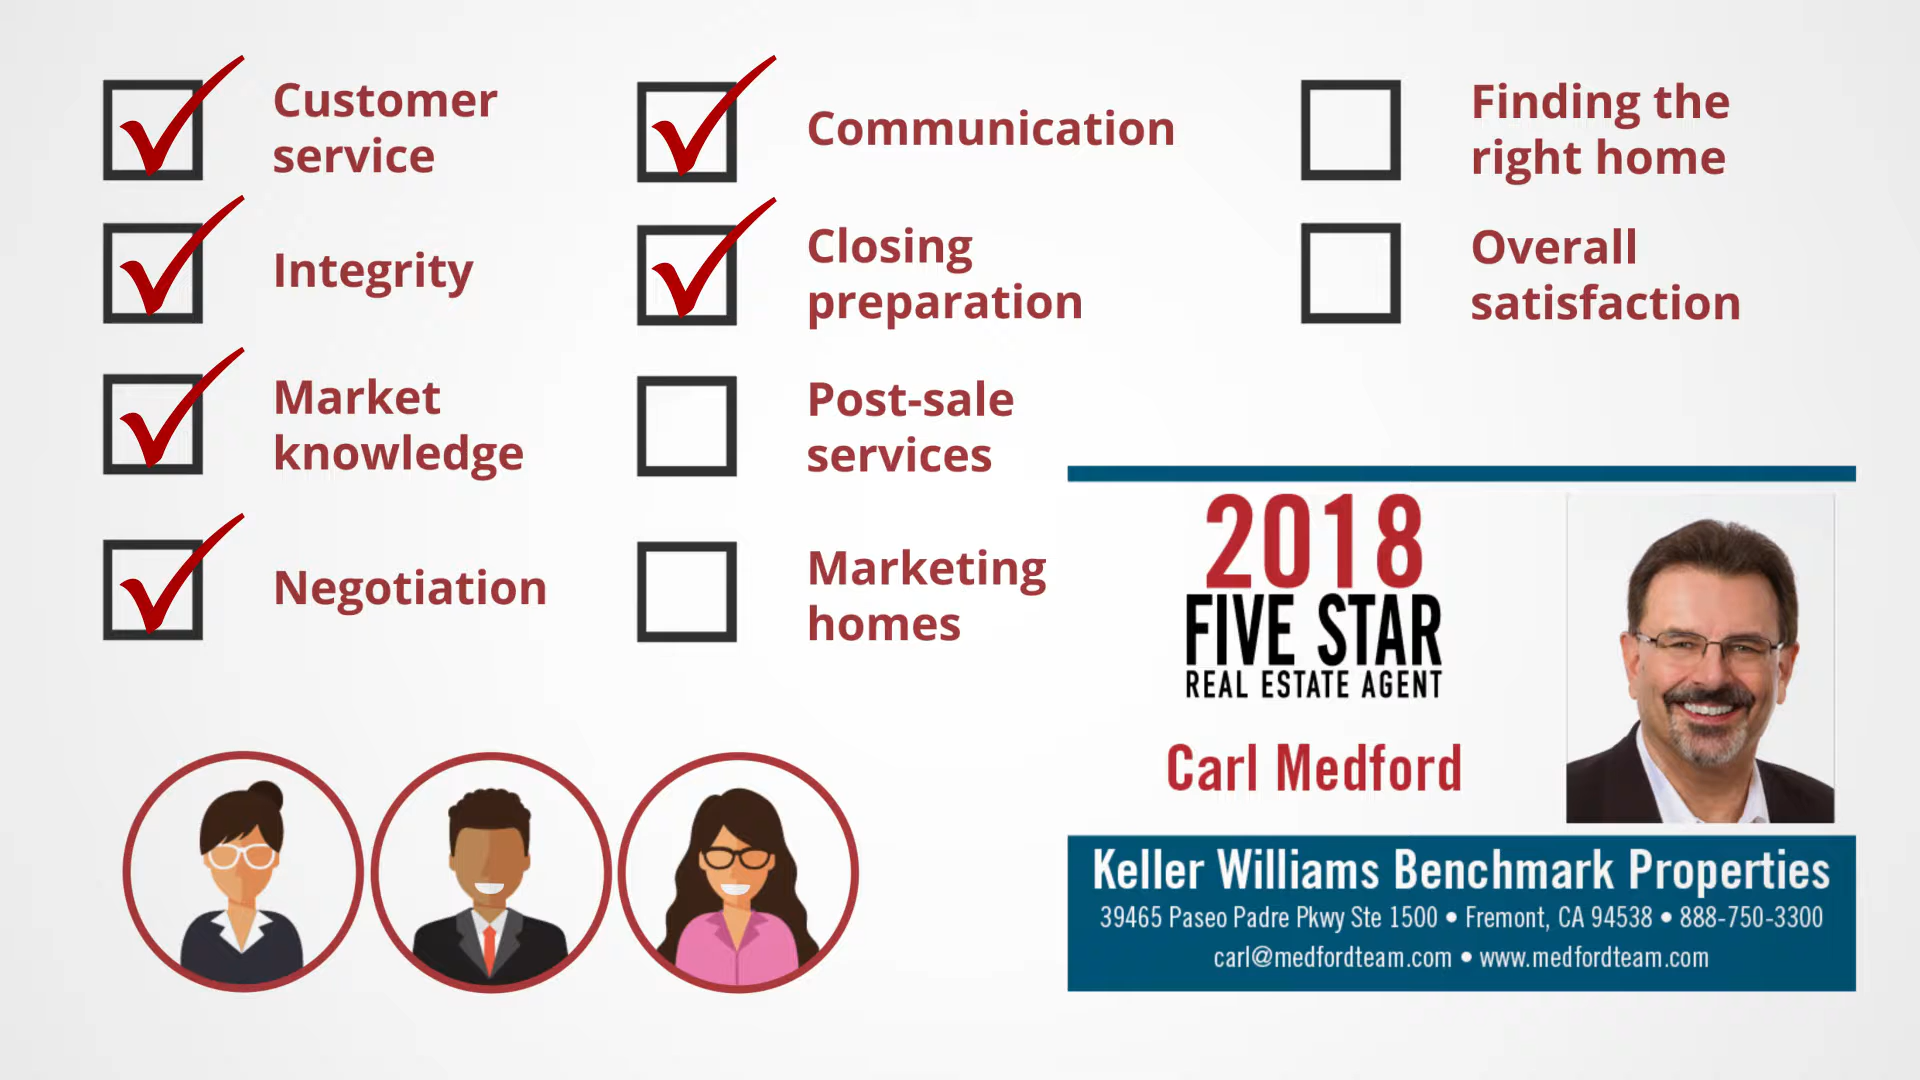 Customer
service
Integrity
Market
knowledge
Negotiation
Communication
Closing
preparation
Post-sale
services
Marketing
homes
Finding the
right home
Overall
satisfaction
2018
FIVE STAR
REAL ESTATE AGENT
Carl Medford
Keller Williams Benchmark Properties
39465 Paseo Padre Pkwy Ste 1500 • Fremont, CA 94538 • 888-750-3300
carl@medfordteam.com • www.medfordteam.com